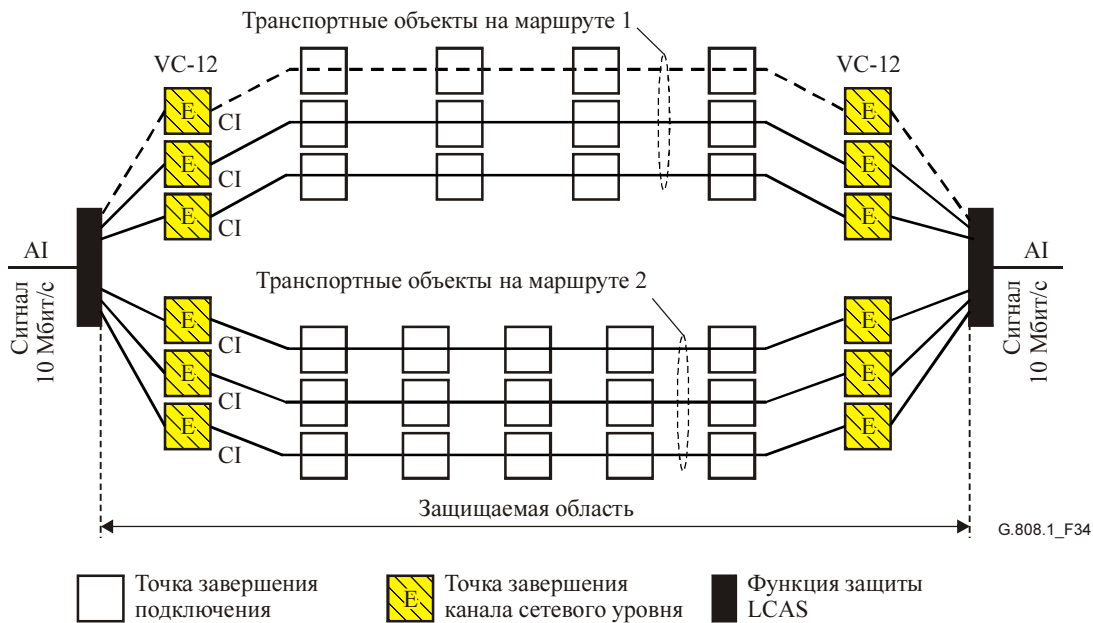 Транспортные объекты на маршруте 1
VC-12
VC-12
E
E
CI
E
E
CI
E
E
CI
AI
AI
Сигнал
10 Мбит/с
Сигнал
10 Мбит/с
Транспортные объекты на маршруте 2
E
E
CI
E
E
CI
E
E
CI
Защищаемая область
G.808.1_F34
Точка завершения
подключения
E
Точка завершения
канала сетевого уровня
Функция защиты
LCAS